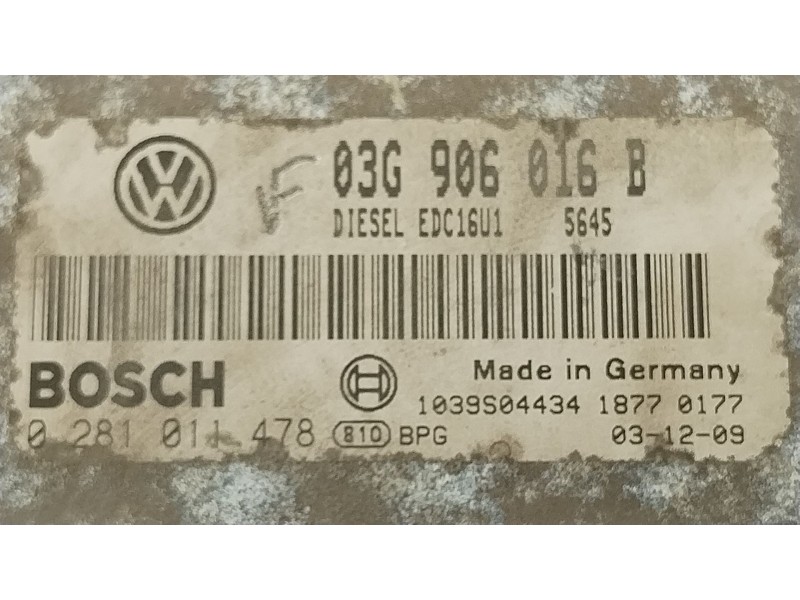 03G 906 016 B
DIESEL EDC16U1 5645
BOSCH
Made in Germany
1039S04434 1877 0177
0 281 011 478 810 BPG 03-12-09